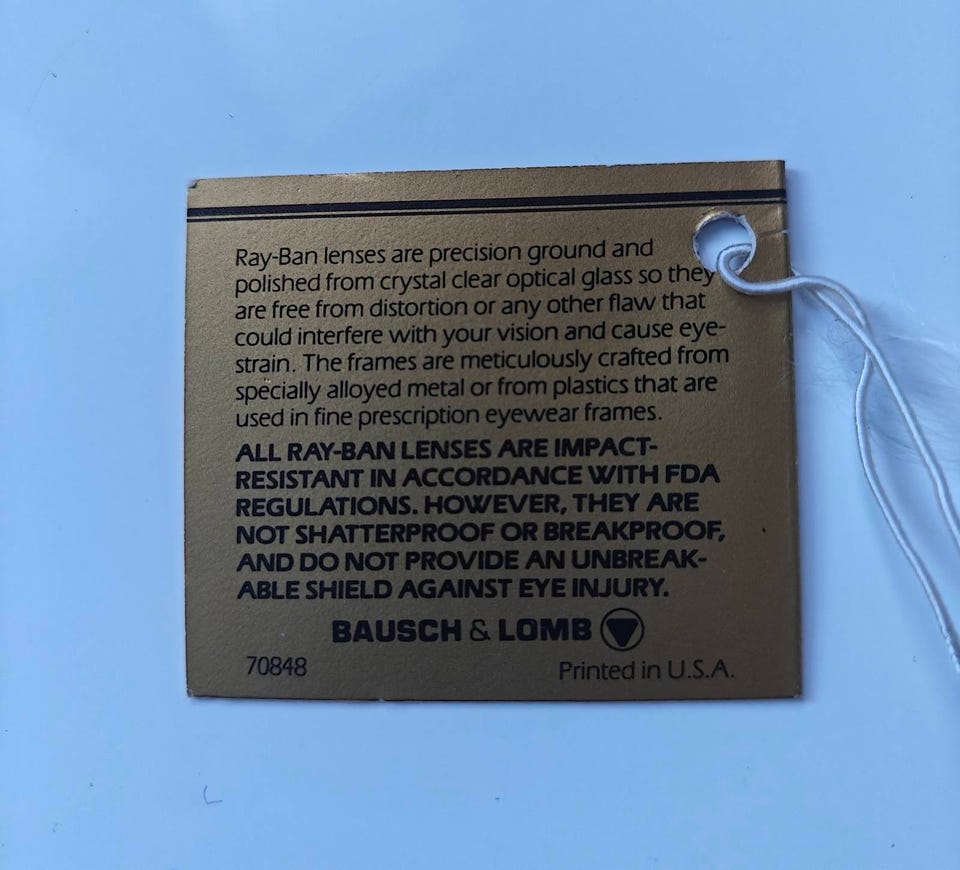 Ray-Ban lenses are precision ground and
polished from crystal clear optical glass so they
are free from distortion or any other flaw that
could interfere with your vision and cause eye-
strain. The frames are meticulously crafted from
specially alloyed metal or from plastics that are
used in fine prescription eyewear frames.
ALL RAY-BAN LENSES ARE IMPACT-
RESISTANT IN ACCORDANCE WITH FDA
REGULATIONS. HOWEVER, THEY ARE
NOT SHATTERPROOF OR BREAKPROOF,
AND DO NOT PROVIDE AN UNBREAK-
ABLE SHIELD AGAINST EYE INJURY.
BAUSCH & LOMB
70848 Printed in U.S.A.